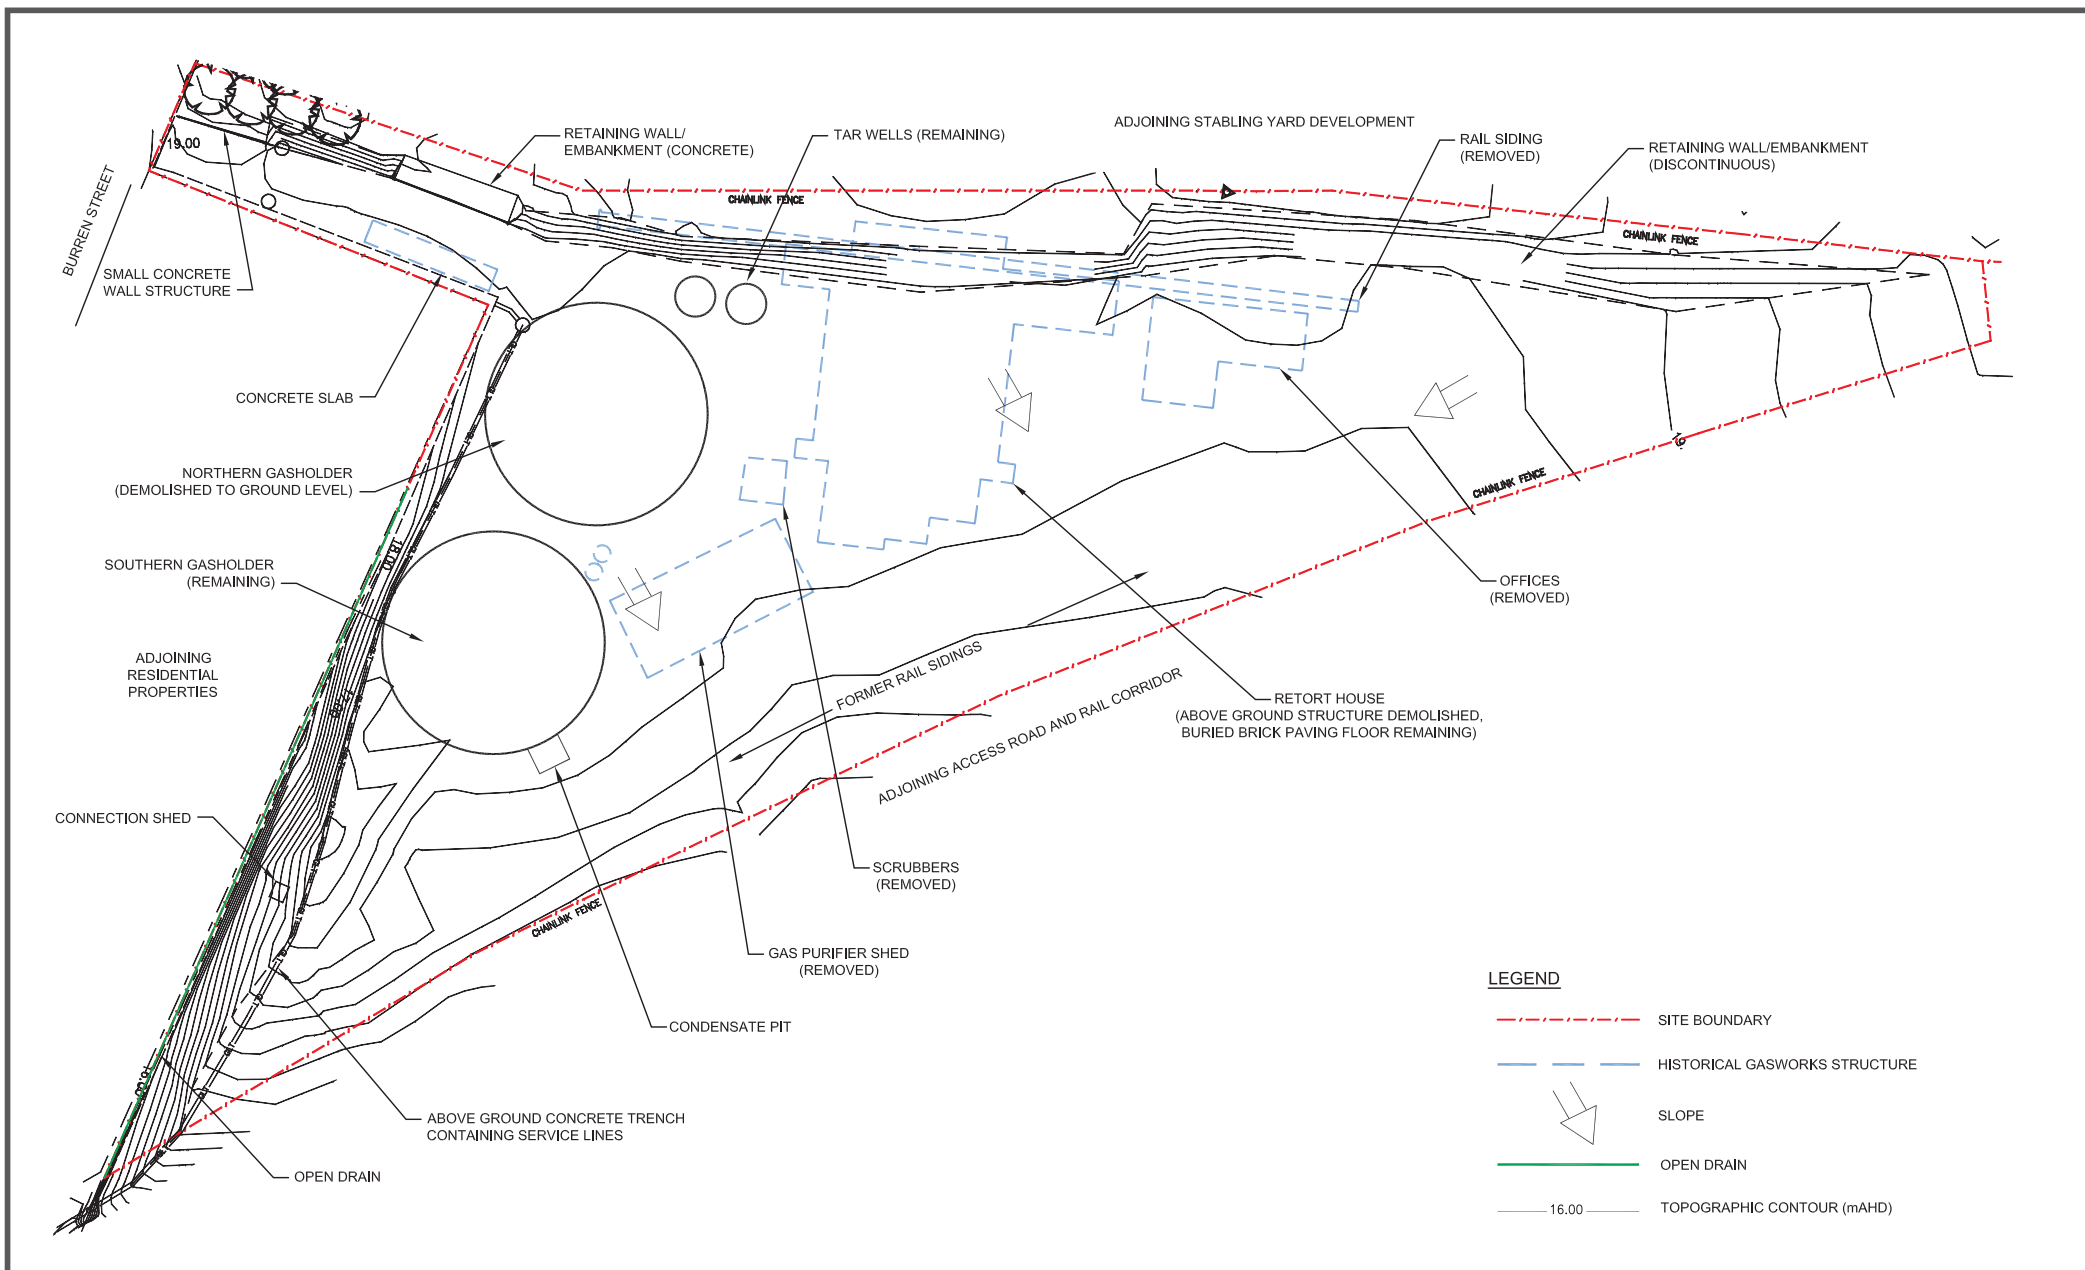 RETAINING WALL/
EMBANKMENT (CONCRETE)
TAR WELLS (REMAINING)
ADJOINING STABLING YARD DEVELOPMENT
RAIL SIDING
(REMOVED)
RETAINING WALL/EMBANKMENT
(DISCONTINUOUS)
19.00
BURREN STREET
CHAINLINK FENCE
CHAINLINK FENCE
SMALL CONCRETE
WALL STRUCTURE
CONCRETE SLAB
NORTHERN GASHOLDER
(DEMOLISHED TO GROUND LEVEL)
CHAINLINK FENCE
18.00
SOUTHERN GASHOLDER
(REMAINING)
OFFICES
(REMOVED)
ADJOINING
RESIDENTIAL
PROPERTIES
FORMER RAIL SIDINGS
ADJOINING ACCESS ROAD AND RAIL CORRIDOR
RETORT HOUSE
(ABOVE GROUND STRUCTURE DEMOLISHED,
BURIED BRICK PAVING FLOOR REMAINING)
CONNECTION SHED
SCRUBBERS
(REMOVED)
CHAINLINK FENCE
GAS PURIFIER SHED
(REMOVED)
CONDENSATE PIT
ABOVE GROUND CONCRETE TRENCH
CONTAINING SERVICE LINES
OPEN DRAIN
LEGEND
SITE BOUNDARY
HISTORICAL GASWORKS STRUCTURE
SLOPE
OPEN DRAIN
16.00 TOPOGRAPHIC CONTOUR (mAHD)